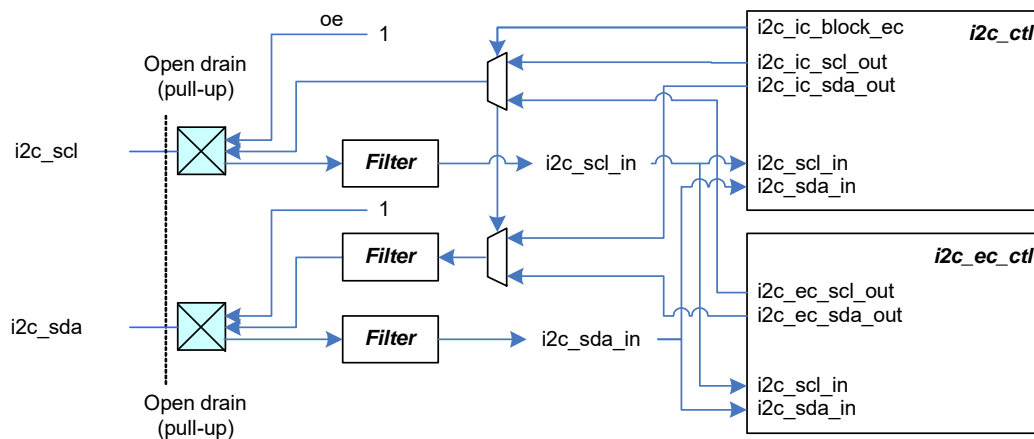 oe
1
i2c_ic_block_ec
i2c_ctl
Open drain
(pull-up)
i2c_ic_scl_out
i2c_ic_sda_out
i2c_scl
Filter
i2c_scl_in
i2c_scl_in
i2c_sda_in
1
Filter
i2c_ec_ctl
i2c_ec_scl_out
i2c_ec_sda_out
i2c_sda
Filter
i2c_sda_in
i2c_scl_in
i2c_sda_in
Open drain
(pull-up)